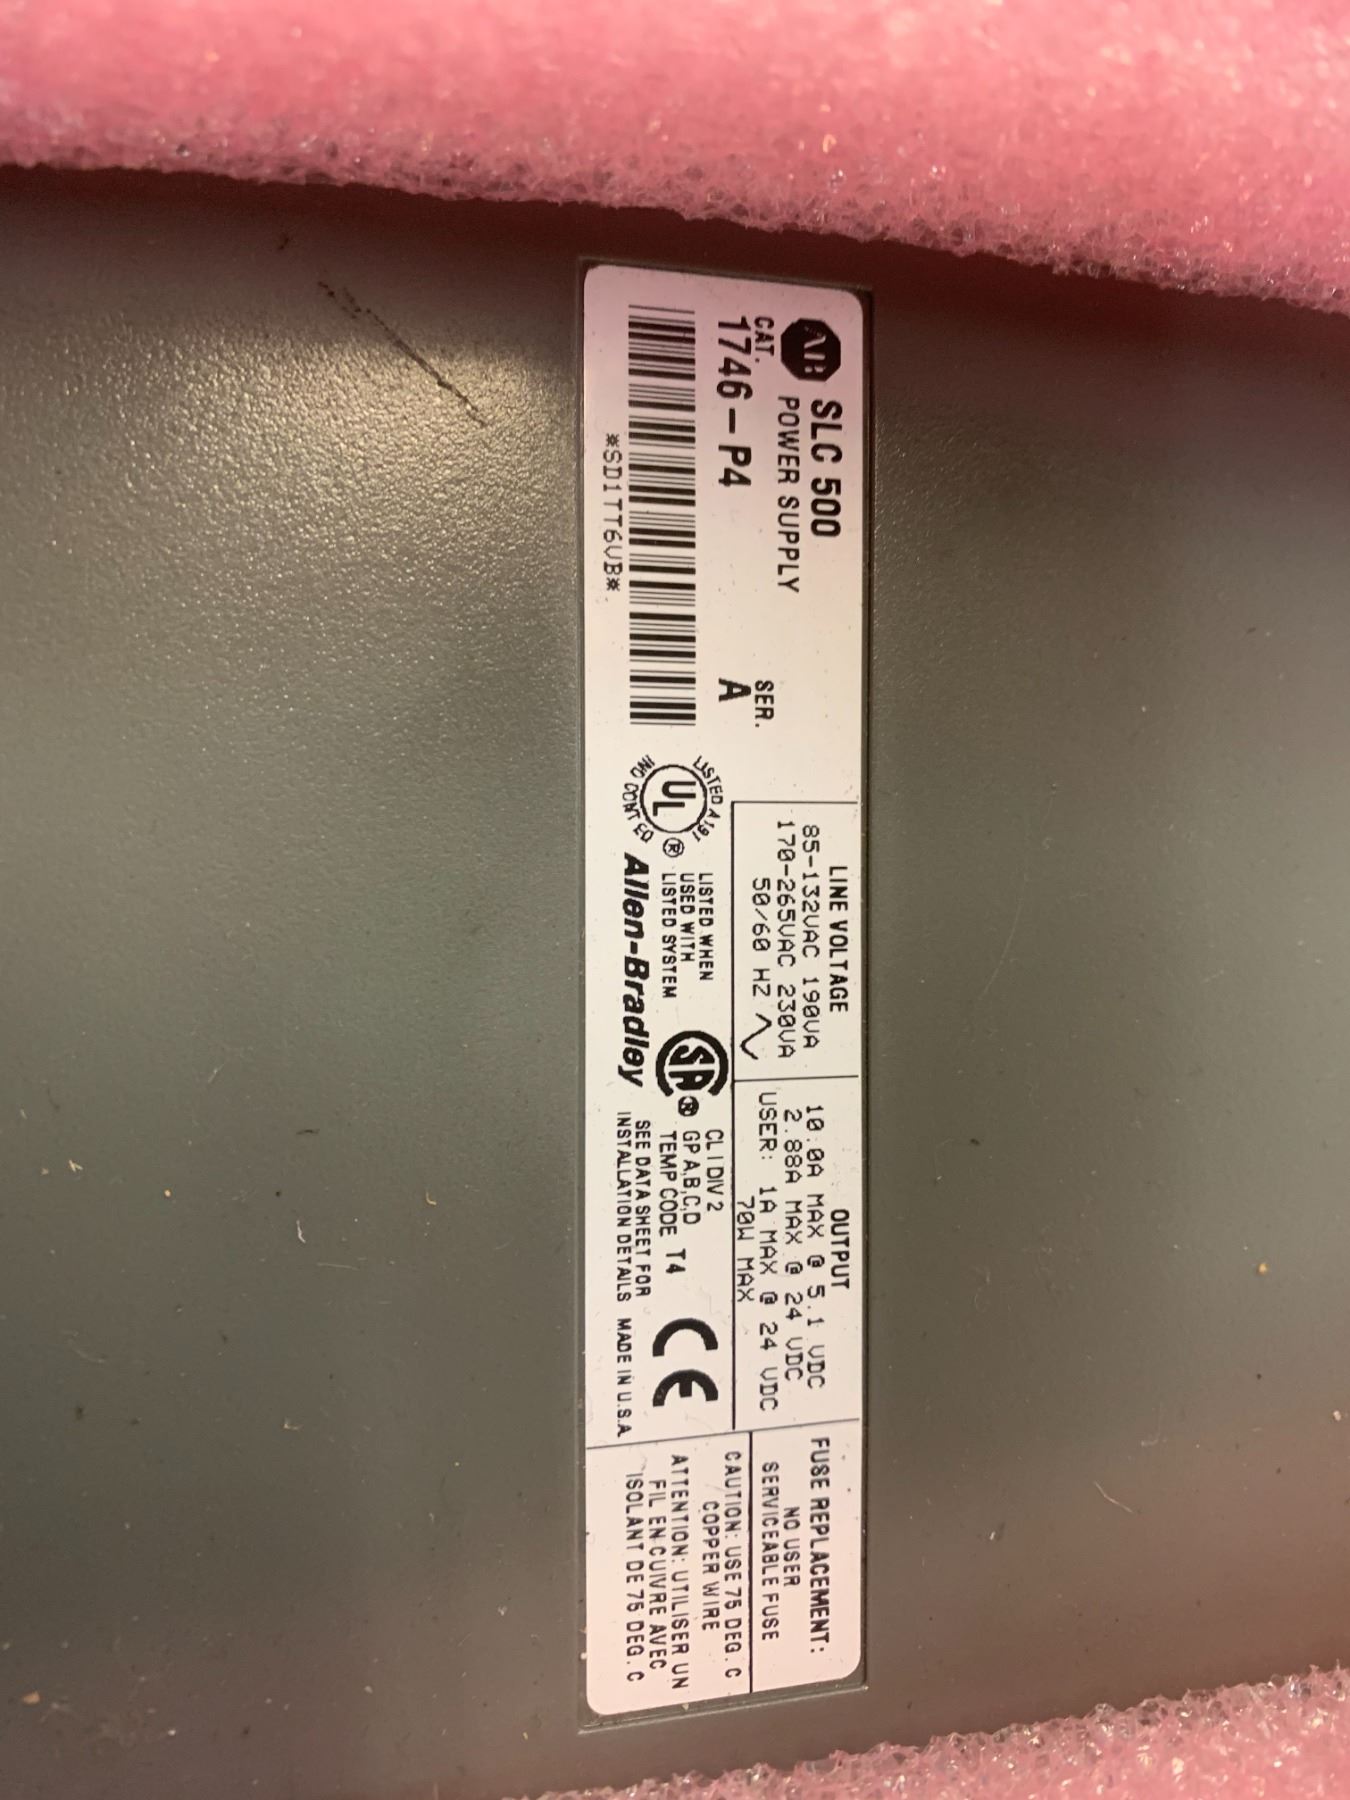 AB SLC 500
POWER SUPPLY
CAT.
SER.
1746-P4
A
*SD1TT6VB*
LINE VOLTAGE
85-132VAC 190VA
170-265VAC 230VA
50/60 HZ
OUTPUT
10.0A MAX @ 5.1 VDC
2.88A MAX @ 24 VDC
USER: 1A MAX @ 24 VDC
70W MAX
FUSE REPLACEMENT:
NO USER
SERVICEABLE FUSE
LISTED
UL ®
IND CONT EQ
LISTED WHEN
USED WITH
LISTED SYSTEM
Allen-Bradley
SA ®
CL I DIV 2
GP A,B,C,D
TEMP CODE T4
SEE DATA SHEET FOR
INSTALLATION DETAILS
MADE IN U.S.A.
CE
CAUTION: USE 75 DEG. C
COPPER WIRE
ATTENTION: UTILISER UN
FIL EN CUIVRE AVEC
ISOLANT DE 75 DEG. C